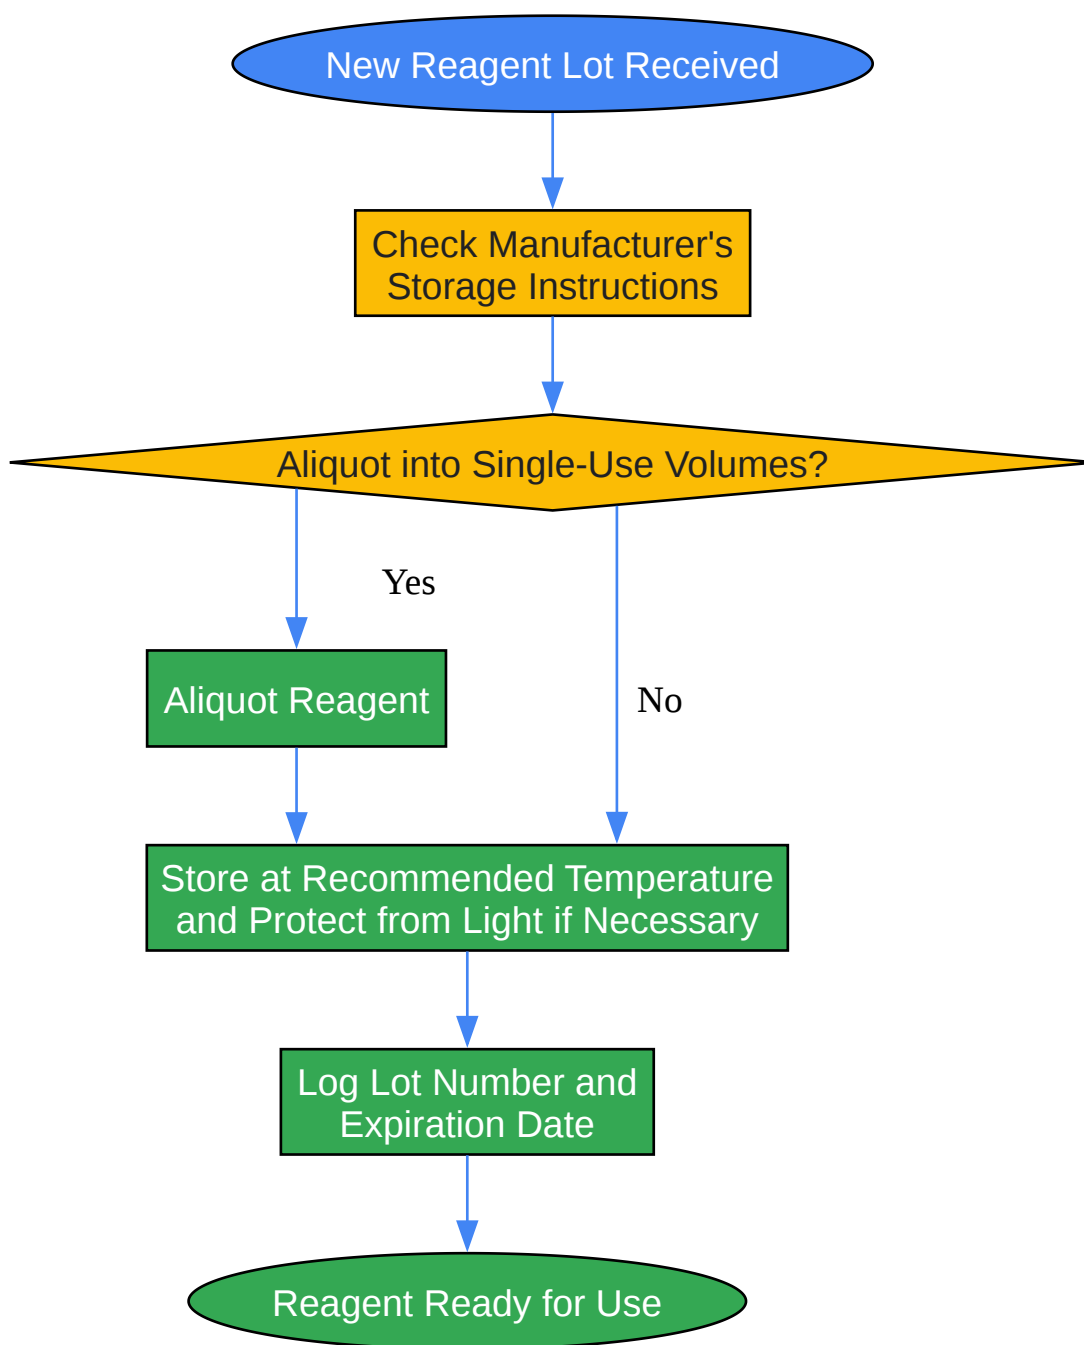 New Reagent Lot Received
Check Manufacturer's
Storage Instructions
Aliquot into Single-Use Volumes?
Yes
Aliquot Reagent
No
Store at Recommended Temperature
and Protect from Light if Necessary
Log Lot Number and
Expiration Date
Reagent Ready for Use